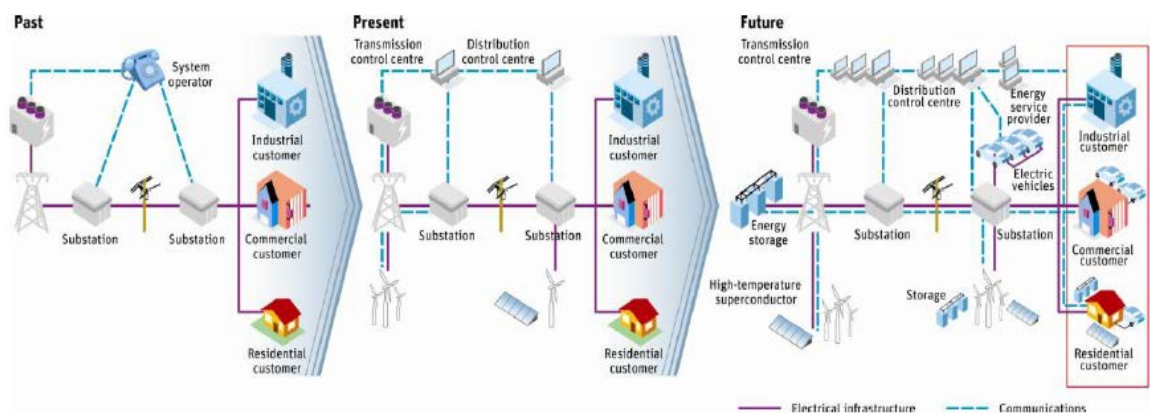 Past
System
operator
Substation
Substation
Industrial
customer
Commercial
customer
Residential
customer
Present
Transmission
control centre
Distribution
control centre
Substation
Substation
Industrial
customer
Commercial
customer
Residential
customer
Future
Transmission
control centre
Distribution
control centre
Energy
service
provider
Electric
vehicles
Energy
storage
Substation
Substation
High-temperature
superconductor
Storage
Industrial
customer
Commercial
customer
Residential
customer
Electrical infrastructure
Communications